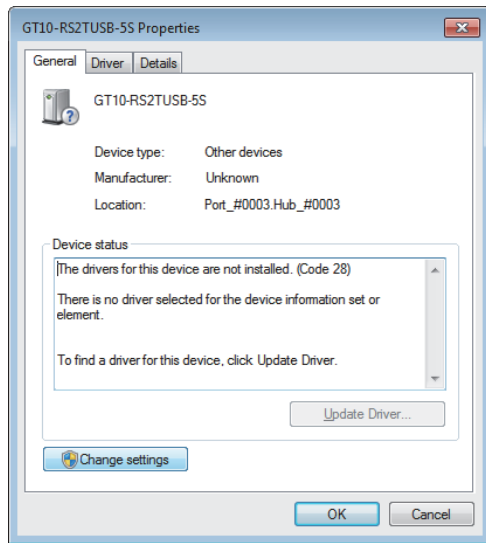 GT10-RS2TUSB-5S Properties
General Driver Details
GT10-RS2TUSB-5S
Device type: Other devices
Manufacturer: Unknown
Location: Port_#0003.Hub_#0003
Device status
The drivers for this device are not installed. (Code 28)
There is no driver selected for the device information set or
element.
To find a driver for this device, click Update Driver.
Update Driver...
Change settings
OK Cancel